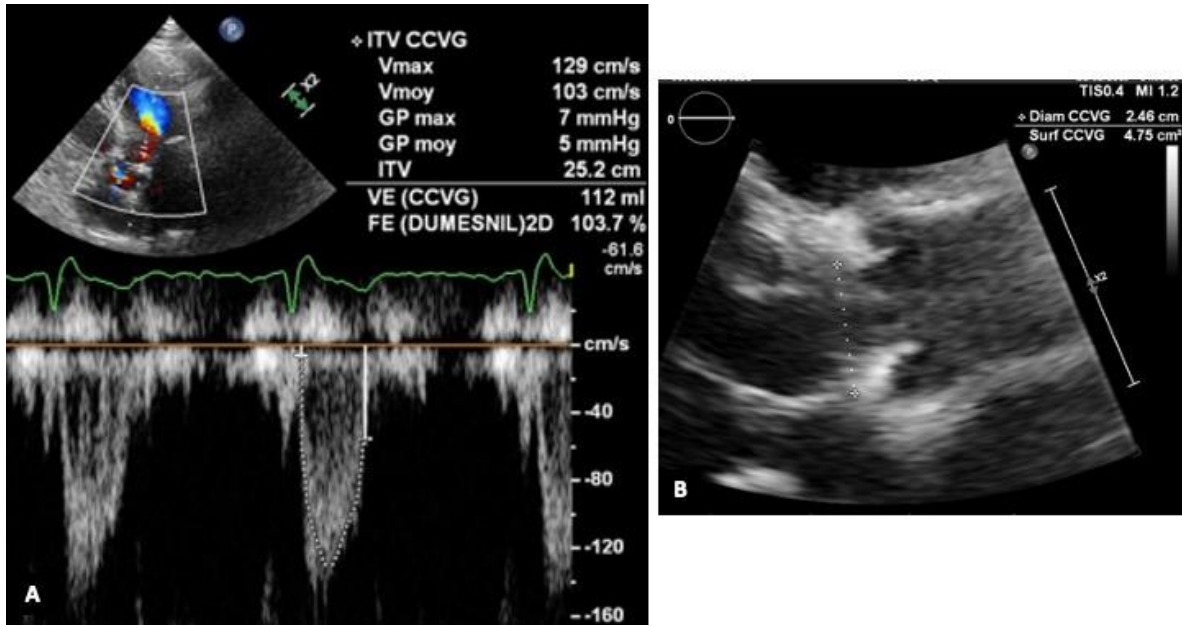 P
ITV CCVG
Vmax 129 cm/s
Vmoy 103 cm/s
GP max 7 mmHg
GP moy 5 mmHg
ITV 25.2 cm
VE (CCVG) 112 ml
FE (DUMESNIL)2D 103.7 %
X2
-61.6
cm/s
cm/s
-40
-80
-120
-160
A
TIS0.4 MI 1.2
0
Diam CCVG 2.46 cm
Surf CCVG 4.75 cm²
P
X2
B